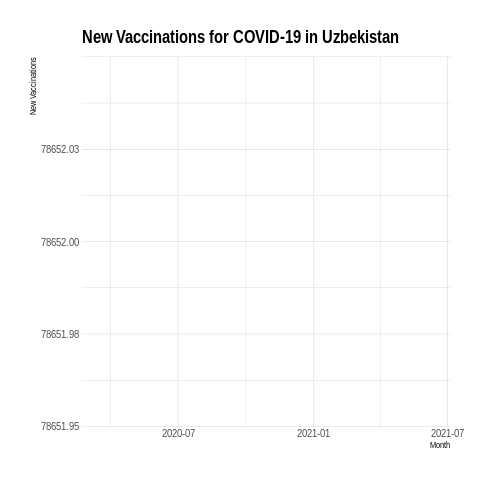 New Vaccinations for COVID-19 in Uzbekistan
New Vaccinations
78652.03
78652.00
78651.98
78651.95
2020-07 2021-01 2021-07
Month